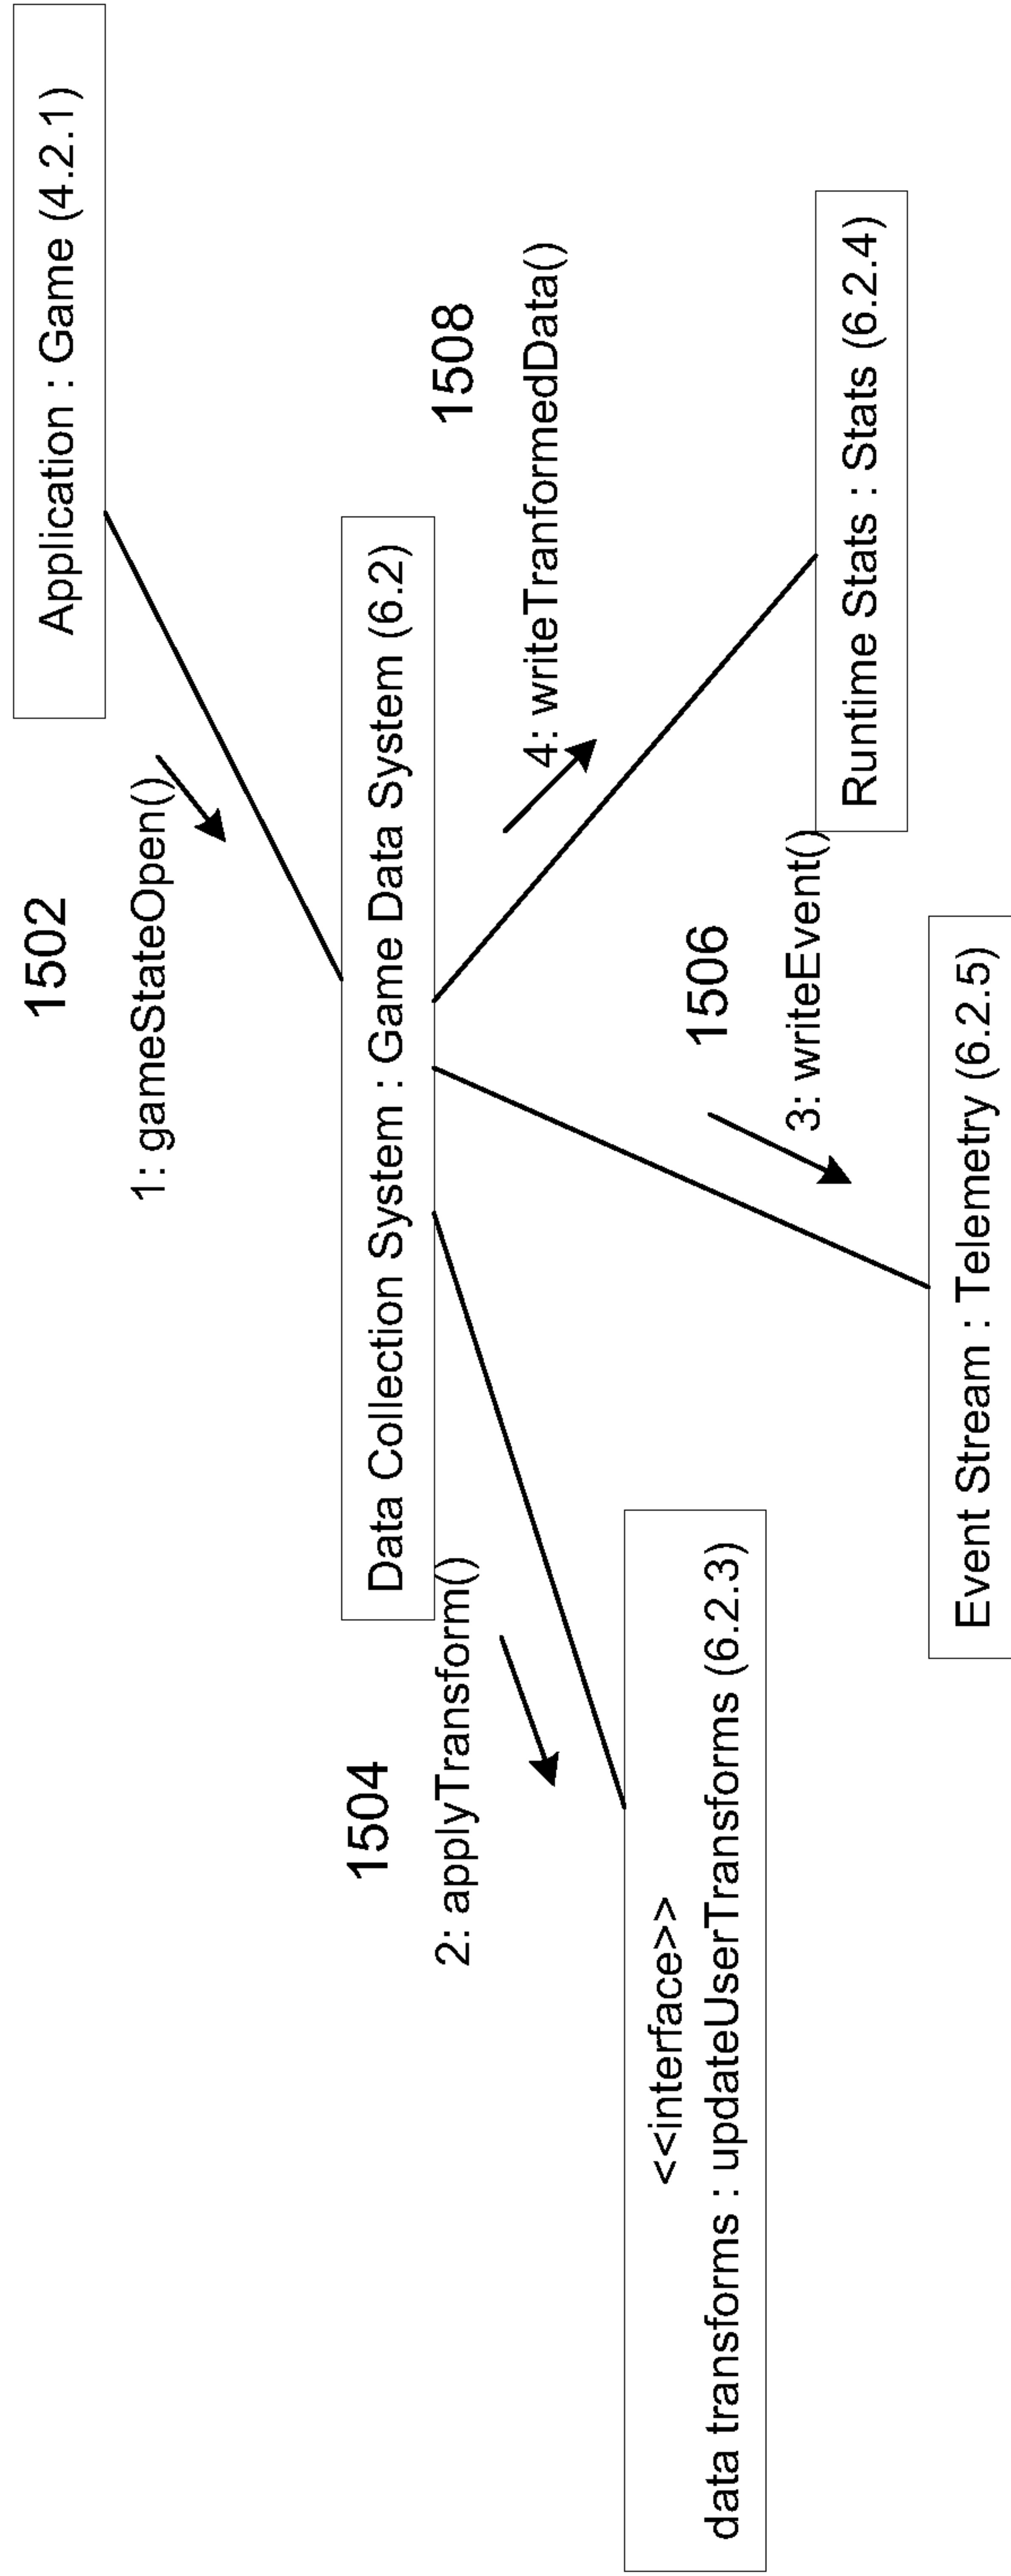 Application : Game (4.2.1)
1502
1: gameStateOpen()
Data Collection System : Game Data System (6.2)
1504
2: applyTransform()
1508
4: writeTranformedData()
<<interface>>
data transforms : updateUserTransforms (6.2.3)
1506
3: writeEvent()
Runtime Stats : Stats (6.2.4)
Event Stream : Telemetry (6.2.5)